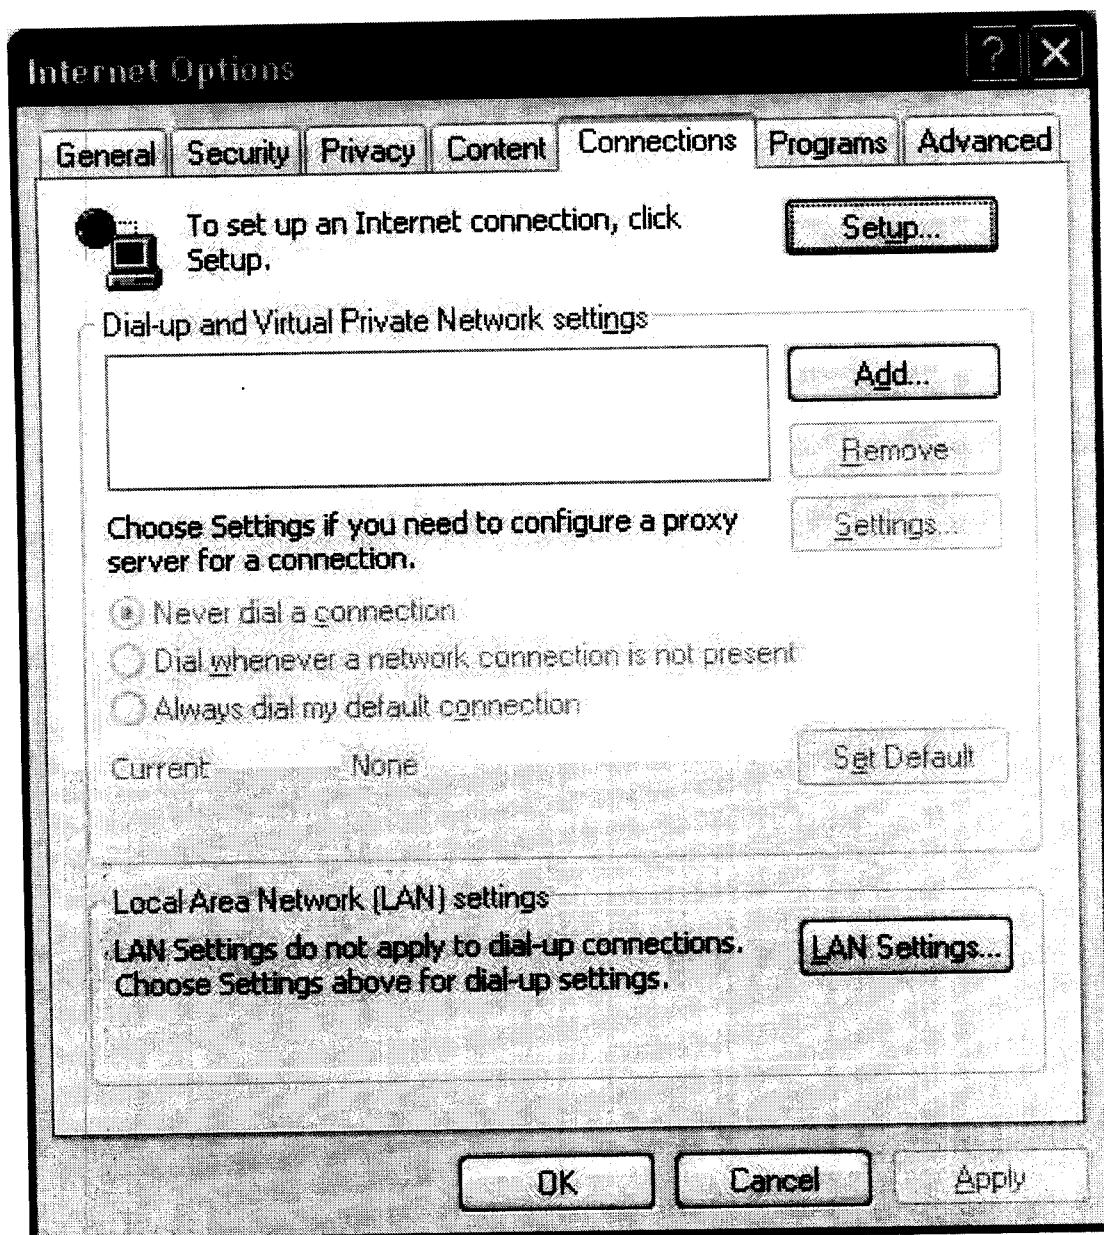 Internet Options
? X
General Security Privacy Content Connections Programs Advanced
To set up an Internet connection, click
Setup.
Setup...
Dial-up and Virtual Private Network settings
Add...
Remove
Settings...
Choose Settings if you need to configure a proxy
server for a connection.
Never dial a connection
Dial whenever a network connection is not present
Always dial my default connection
Current None
Set Default
Local Area Network (LAN) settings
LAN Settings do not apply to dial-up connections.
Choose Settings above for dial-up settings.
LAN Settings...
OK Cancel Apply